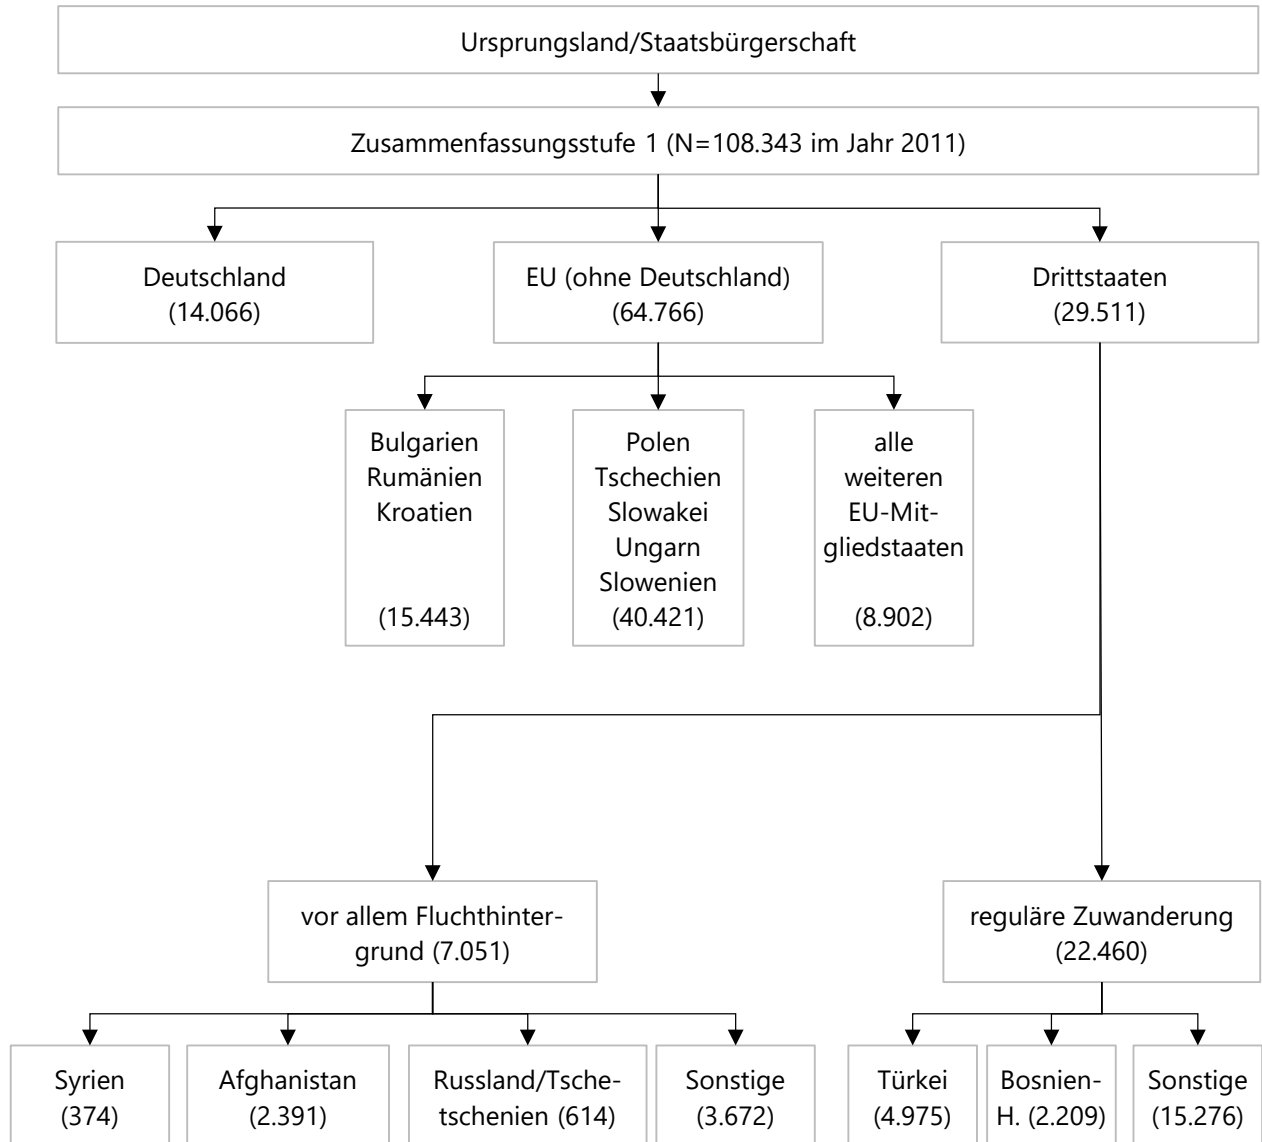 Ursprungsland/Staatsbürgerschaft
Zusammenfassungsstufe 1 (N=108.343 im Jahr 2011)
Deutschland
(14.066)
EU (ohne Deutschland)
(64.766)
Drittstaaten
(29.511)
Bulgarien
Rumänien
Kroatien
(15.443)
Polen
Tschechien
Slowakei
Ungarn
Slowenien
(40.421)
alle
weiteren
EU-Mit-
gliedstaaten
(8.902)
vor allem Fluchthinter-
grund (7.051)
reguläre Zuwanderung
(22.460)
Syrien
(374)
Afghanistan
(2.391)
Russland/Tsche-
tschenien (614)
Sonstige
(3.672)
Türkei
(4.975)
Bosnien-
H. (2.209)
Sonstige
(15.276)